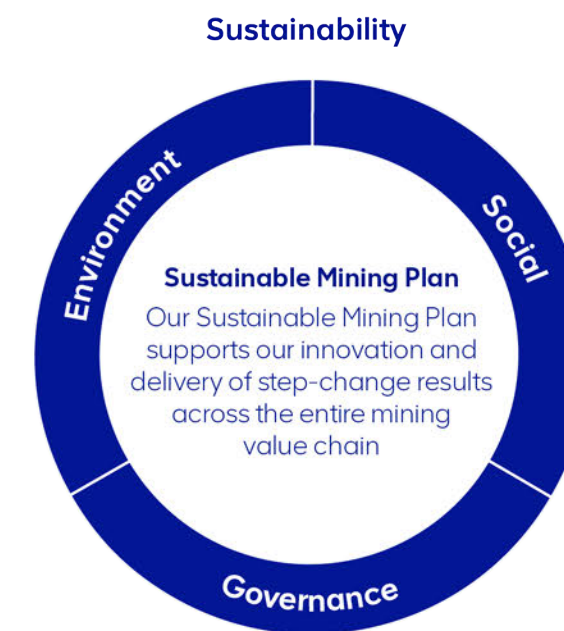 Sustainability
Environment
Social
Sustainable Mining Plan
Our Sustainable Mining Plan
supports our innovation and
delivery of step-change results
across the entire mining
value chain
Governance